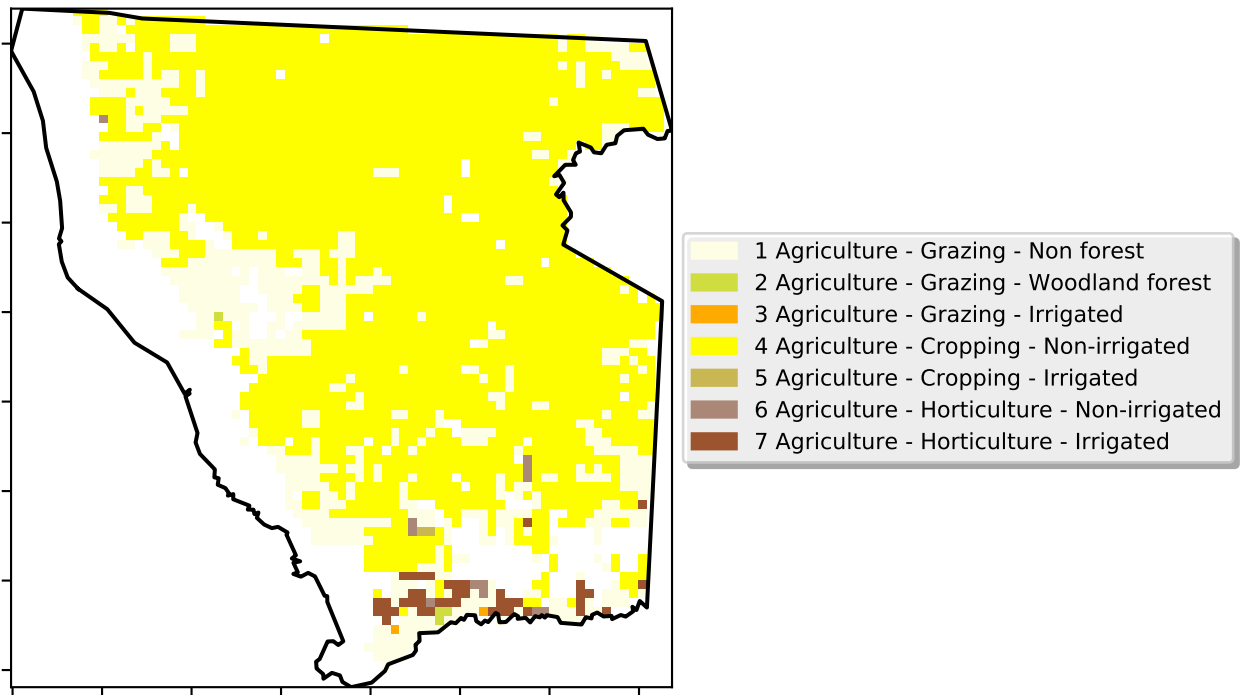 1 Agriculture - Grazing - Non forest
2 Agriculture - Grazing - Woodland forest
3 Agriculture - Grazing - Irrigated
4 Agriculture - Cropping - Non-irrigated
5 Agriculture - Cropping - Irrigated
6 Agriculture - Horticulture - Non-irrigated
7 Agriculture - Horticulture - Irrigated